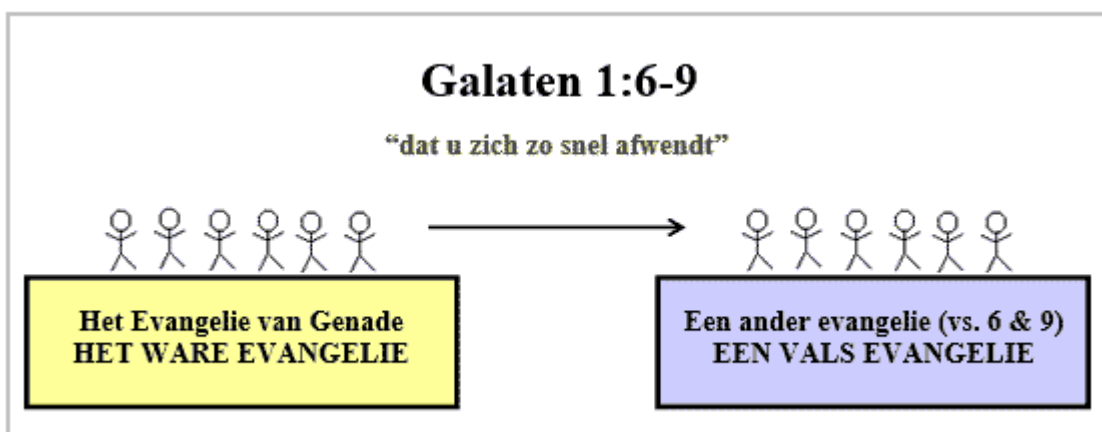 Galaten 1:6-9
“dat u zich zo snel afwendt”
Het Evangelie van Genade
HET WARE EVANGELIE
Een ander evangelie (vs. 6 & 9)
EEN VALS EVANGELIE